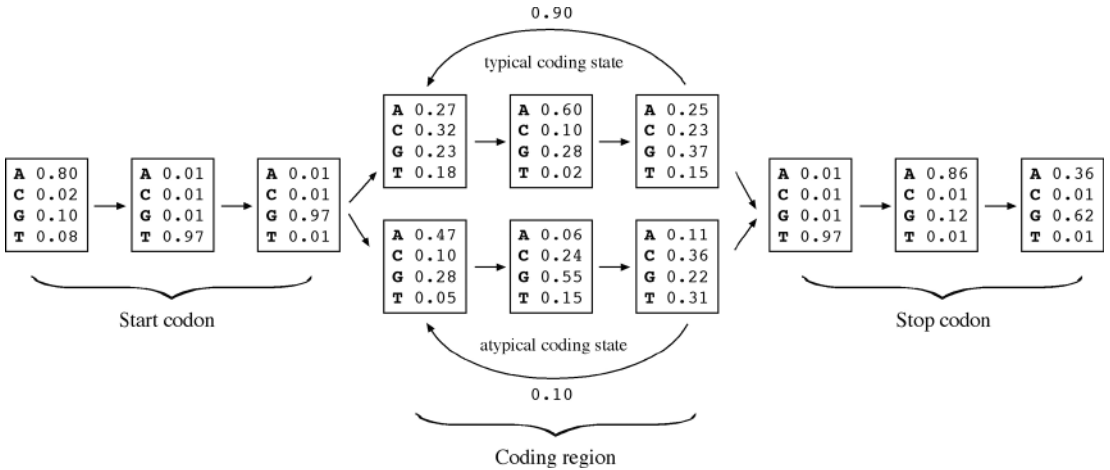 0.90
typical coding state
A 0.27
C 0.32
G 0.23
T 0.18
A 0.60
C 0.10
G 0.28
T 0.02
A 0.25
C 0.23
G 0.37
T 0.15
A 0.80
C 0.02
G 0.10
T 0.08
A 0.01
C 0.01
G 0.01
T 0.97
A 0.01
C 0.01
G 0.97
T 0.01
A 0.47
C 0.10
G 0.28
T 0.05
A 0.06
C 0.24
G 0.55
T 0.15
A 0.11
C 0.36
G 0.22
T 0.31
A 0.01
C 0.01
G 0.01
T 0.97
A 0.86
C 0.01
G 0.12
T 0.01
A 0.36
C 0.01
G 0.62
T 0.01
Start codon
atypical coding state
0.10
Stop codon
Coding region